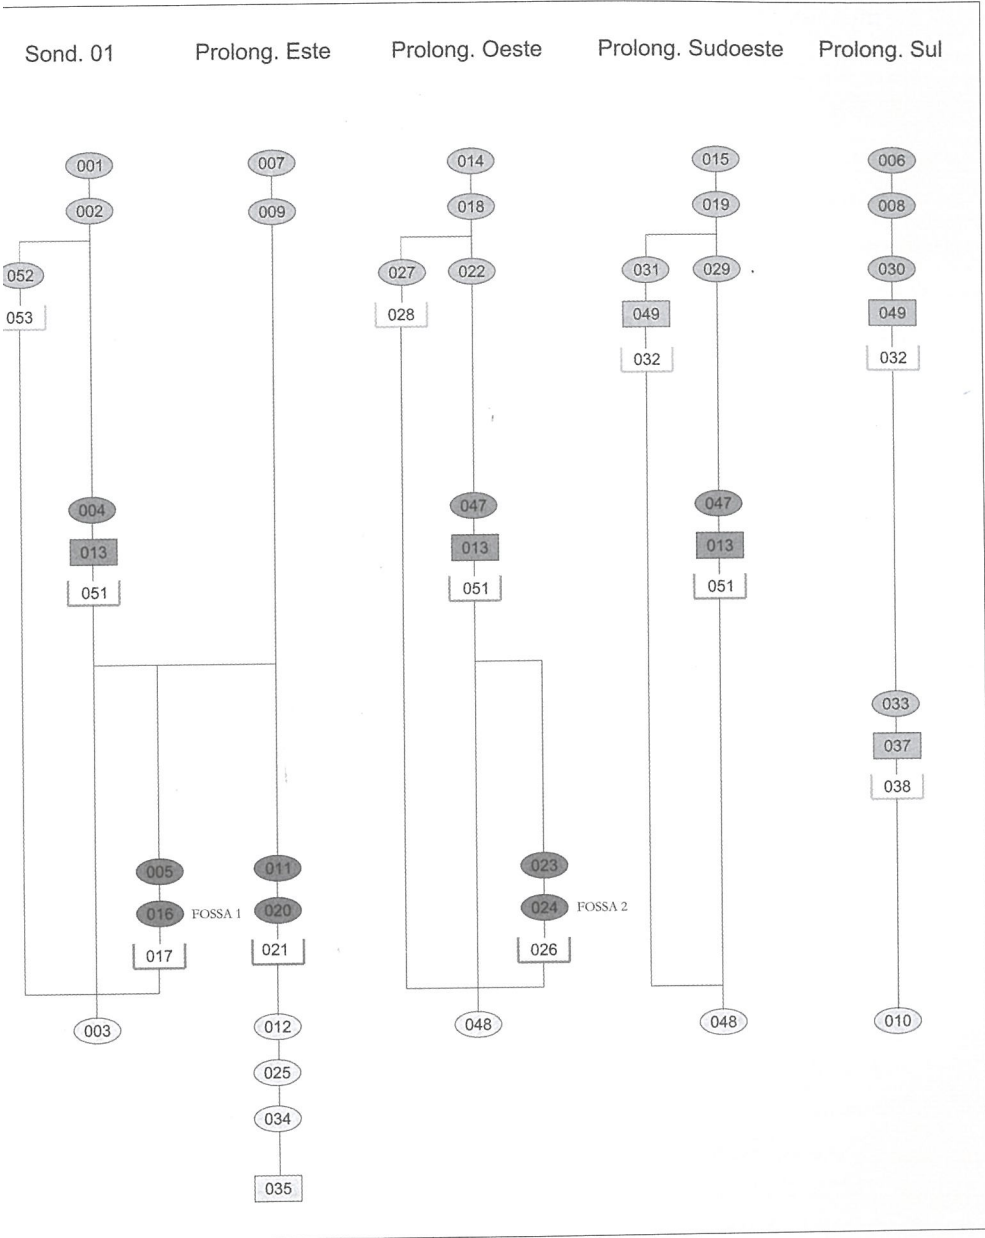 Sond. 01 Prolong. Este Prolong. Oeste Prolong. Sudoeste Prolong. Sul
001 007 014 015 006
002 009 018 019 008
052 027 022 031 029 030
053 028 049 049
032 032
004 047 047
013 013 013
051 051 051
033
037
038
005 011 023
016 FOSSA 1 020 024 FOSSA 2
017 021 026
003 012 048 048 010
025
034
035